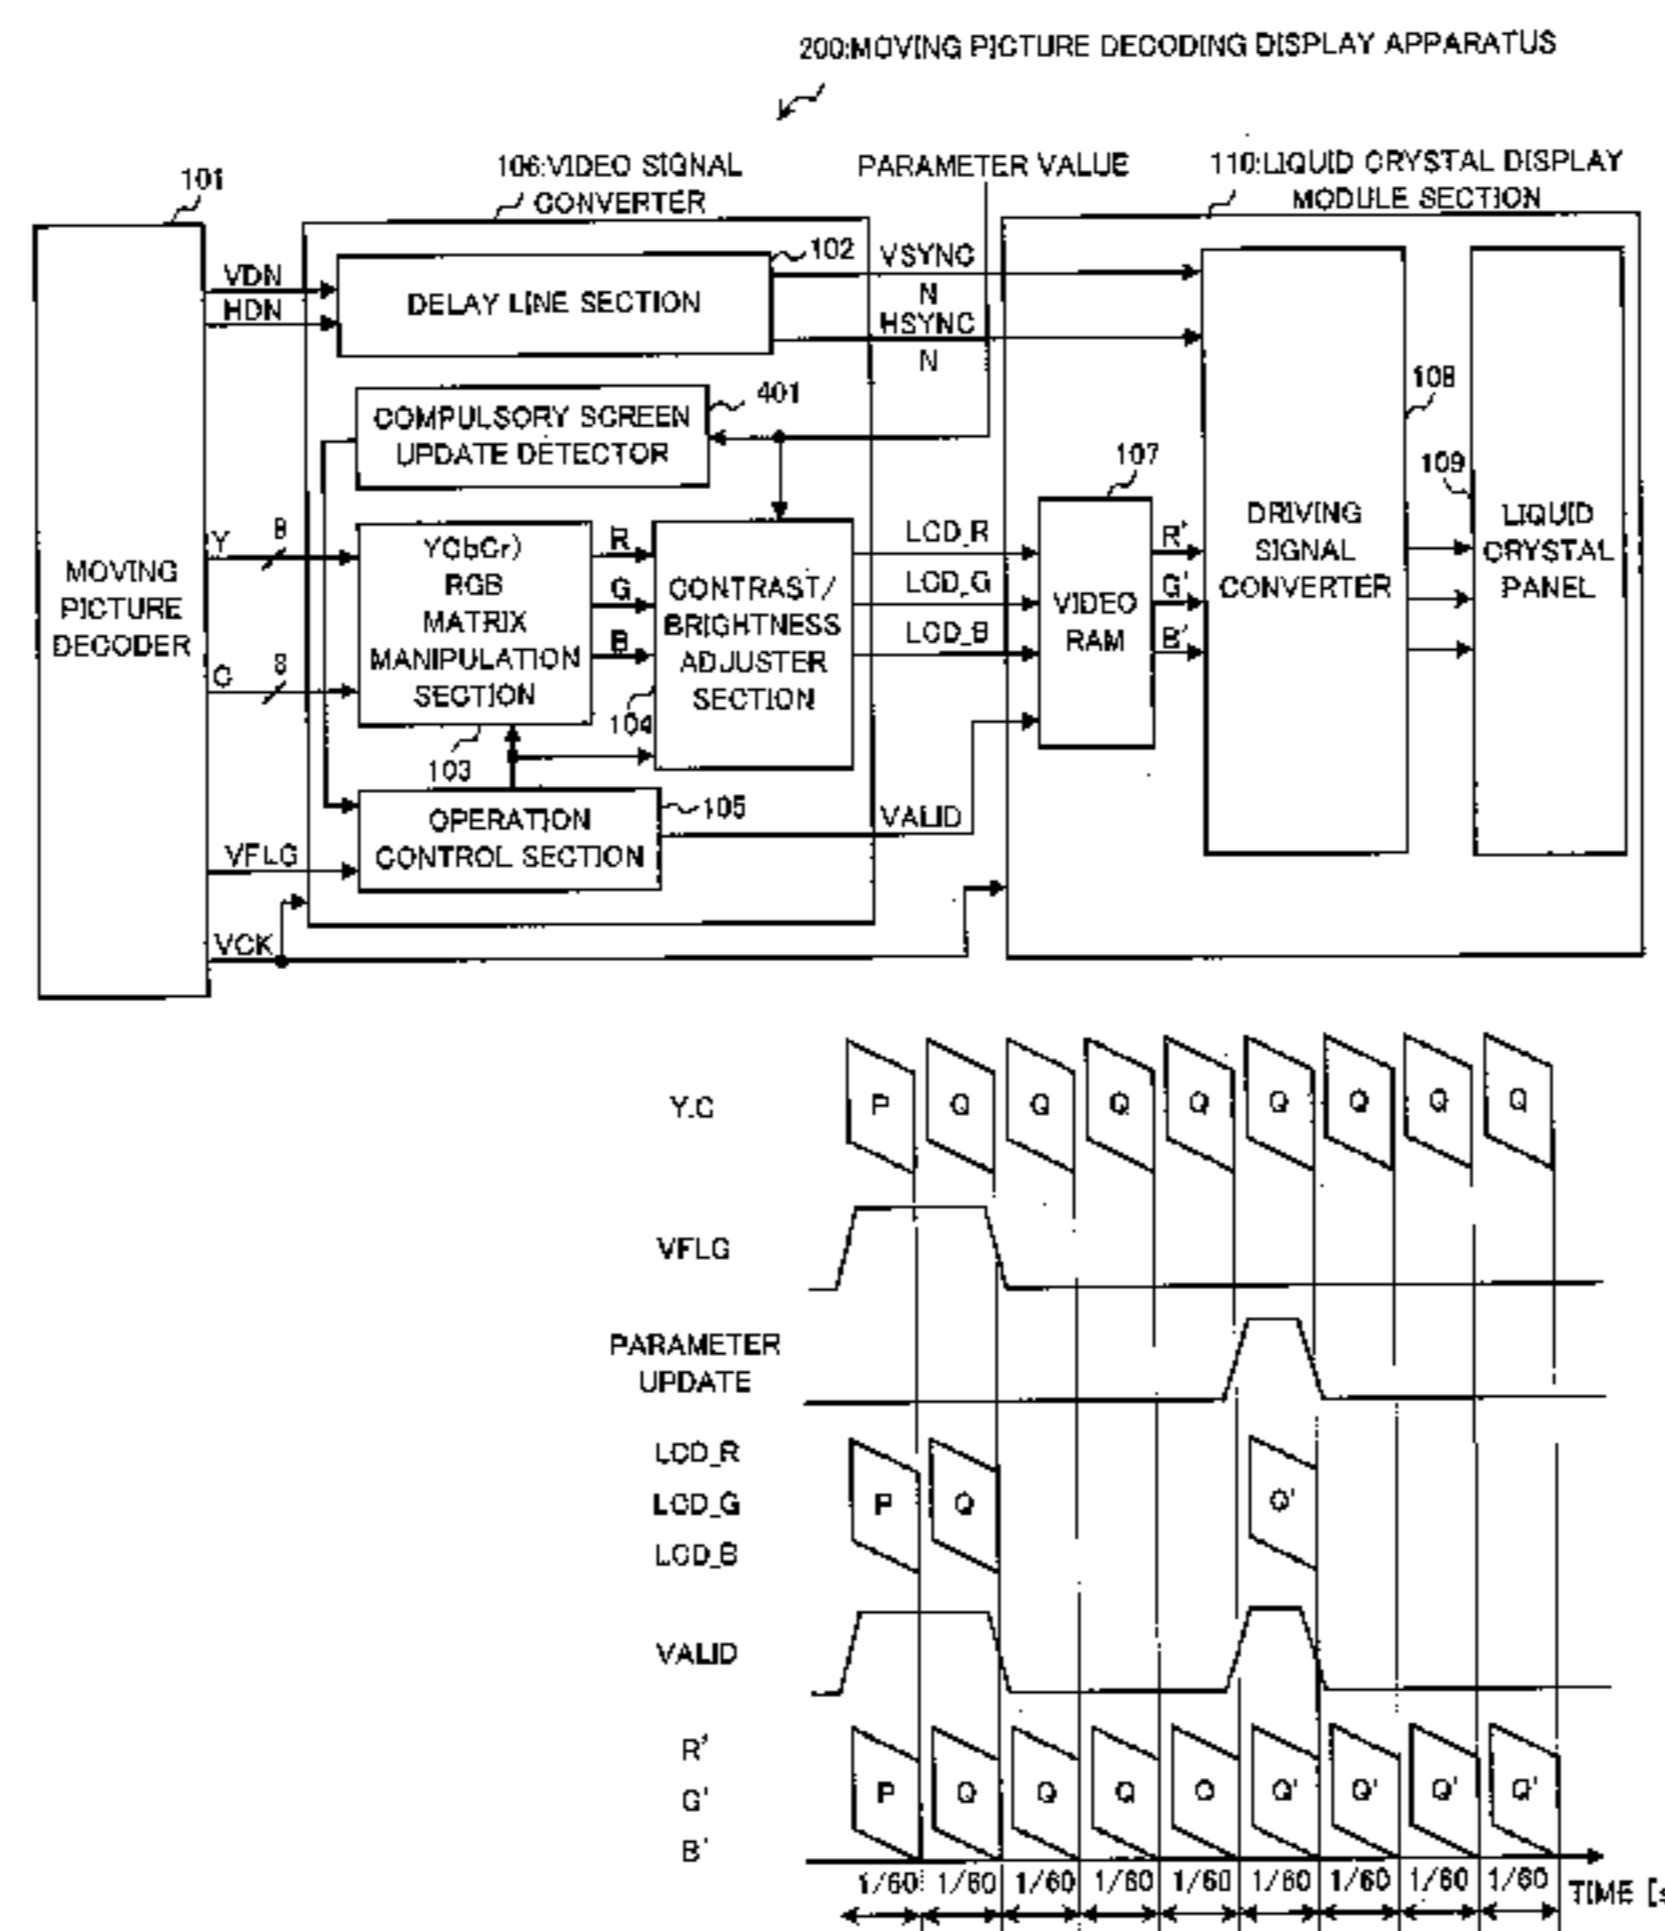 200:MOVING PICTURE DECODING DISPLAY APPARATUS
101
106:VIDEO SIGNAL
CONVERTER
PARAMETER VALUE
110:LIQUID CRYSTAL DISPLAY
MODULE SECTION
VDN
HDN
DELAY LINE SECTION
102
VSYNC
N
HSYNC
N
COMPULSORY SCREEN
UPDATE DETECTOR
401
108
107
109
MOVING
PICTURE
DECODER
Y
8
C
8
YCbCr)
RGB
MATRIX
MANIPULATION
SECTION
103
R
G
B
CONTRAST/
BRIGHTNESS
ADJUSTER
SECTION
104
LCD_R
LCD_G
LCD_B
VIDEO
RAM
R'
G'
B'
DRIVING
SIGNAL
CONVERTER
LIQUID
CRYSTAL
PANEL
OPERATION
CONTROL SECTION
105
VALID
VFLG
VCK
Y.C
P Q Q Q Q Q Q Q Q
VFLG
PARAMETER
UPDATE
LCD_R
LCD_G
LCD_B
P Q Q'
VALID
R'
G'
B'
P Q Q Q Q Q' Q' Q' Q'
1/60 1/60 1/60 1/60 1/60 1/60 1/60 1/60 1/60
TIME [s